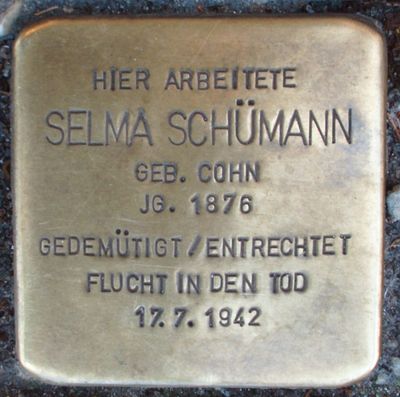 HIER ARBEITETE
SELMA SCHÜMANN
GEB. COHN
JG. 1876
GEDEMÜTIGT/ENTRECHTET
FLUCHT IN DEN TOD
17.7.1942